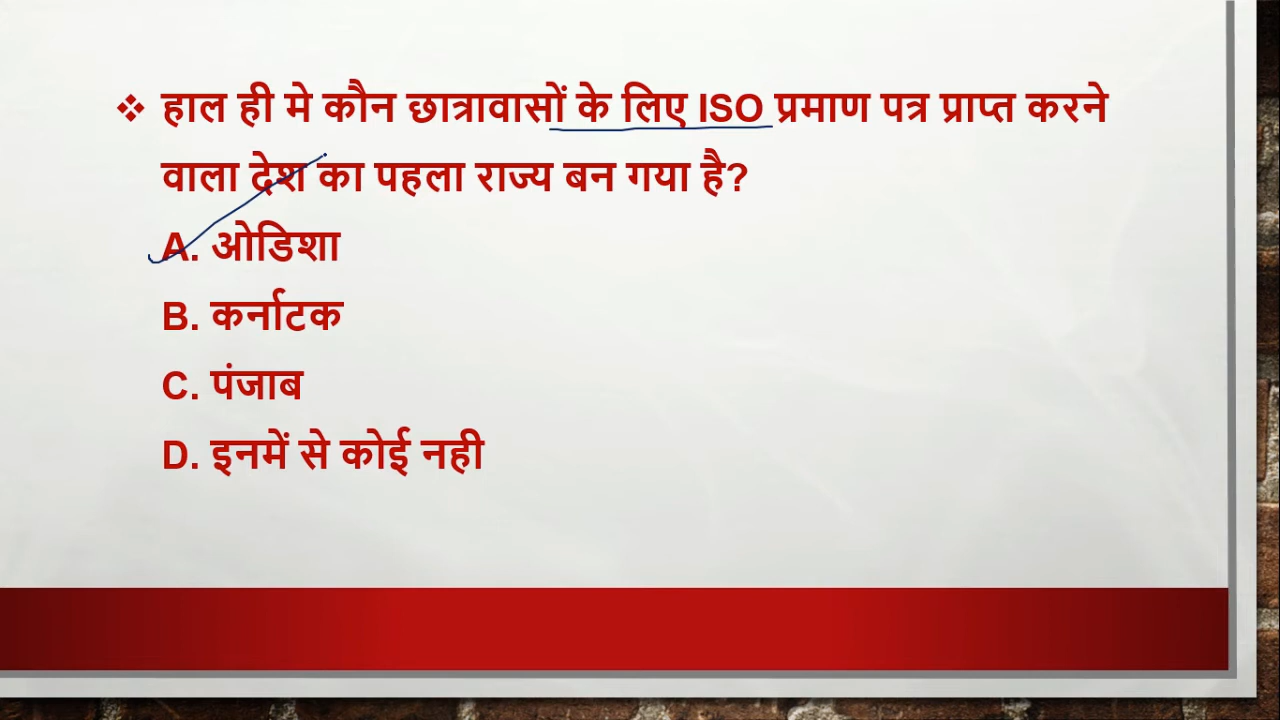 ❖ हाल ही मे कौन छात्रावासों के लिए ISO प्रमाण पत्र प्राप्त करने
वाला देश का पहला राज्य बन गया है?
A. ओडिशा
B. कर्नाटक
C. पंजाब
D. इनमें से कोई नही